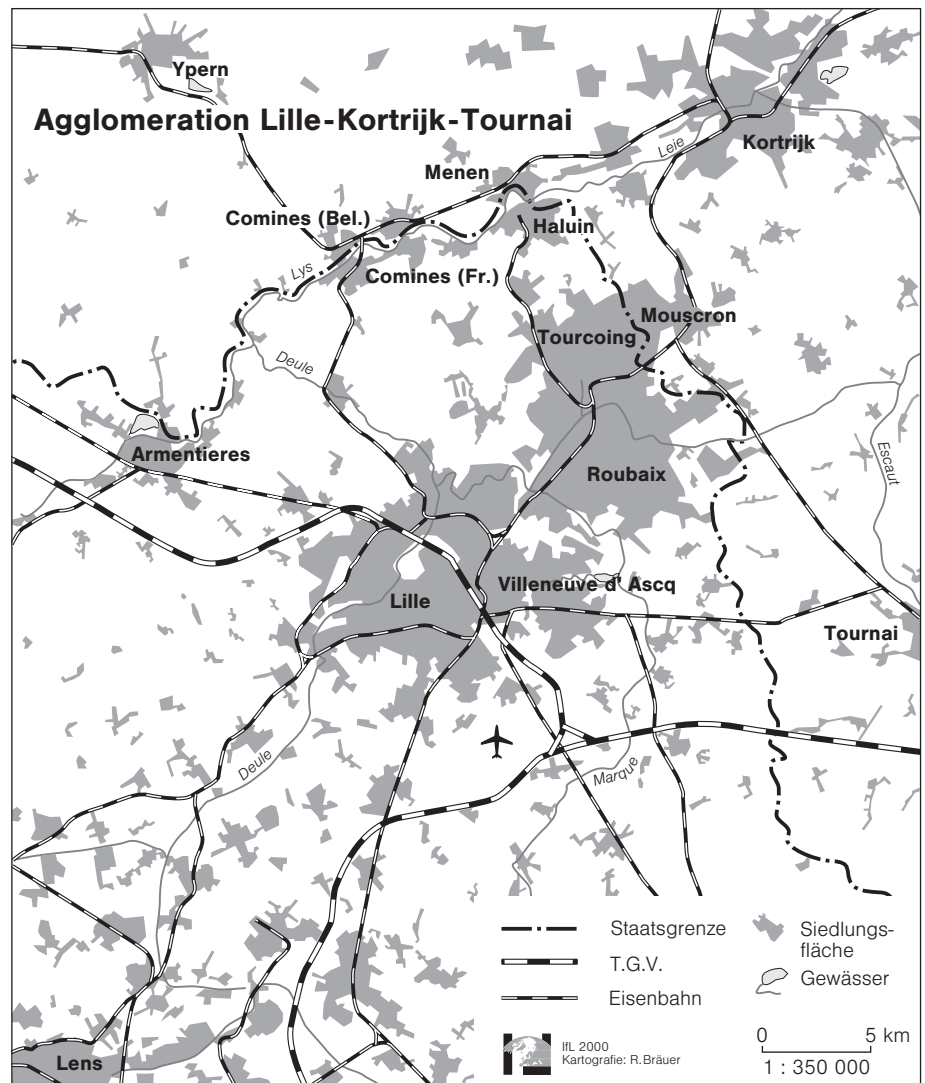 Ypern
Agglomeration Lille-Kortrijk-Tournai
Kortrijk
Leie
Menen
Comines (Bel.)
Haluin
Lys
Comines (Fr.)
Mouscron
Tourcoing
Deule
Armentieres
Escaut
Roubaix
Villeneuve d' Ascq
Lille
Tournai
Deule
Marque
Staatsgrenze
T.G.V.
Eisenbahn
Siedlungs-
fläche
Gewässer
IfL 2000
Kartografie: R.Bräuer
0 5 km
1 : 350 000
Lens